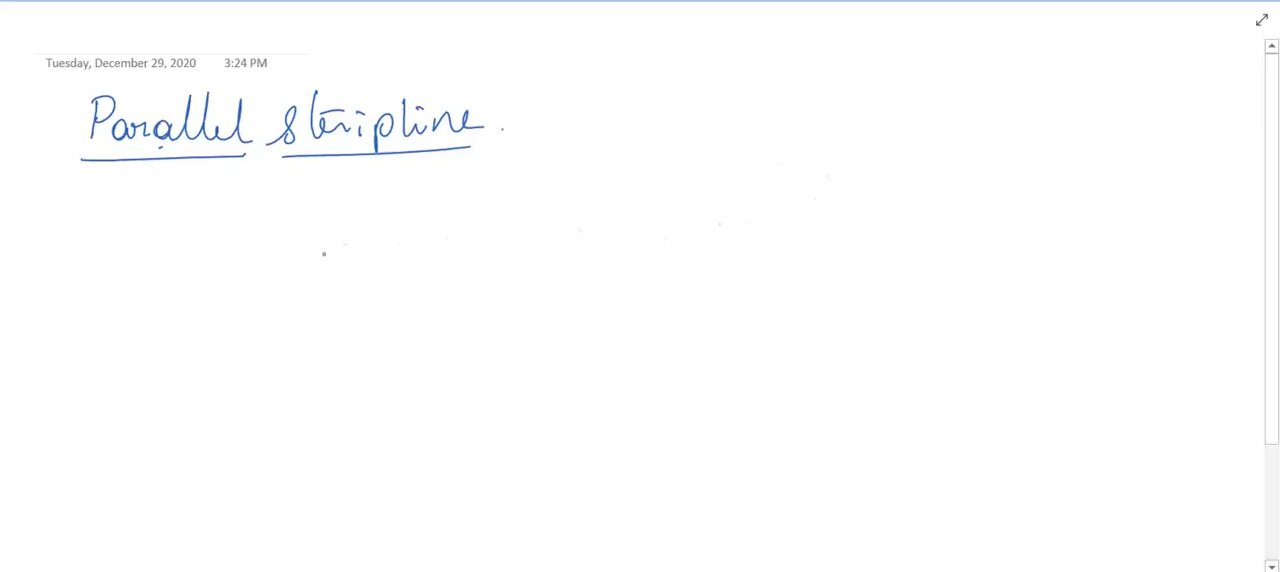 Tuesday, December 29, 2020 3:24 PM
Parallel stripline.